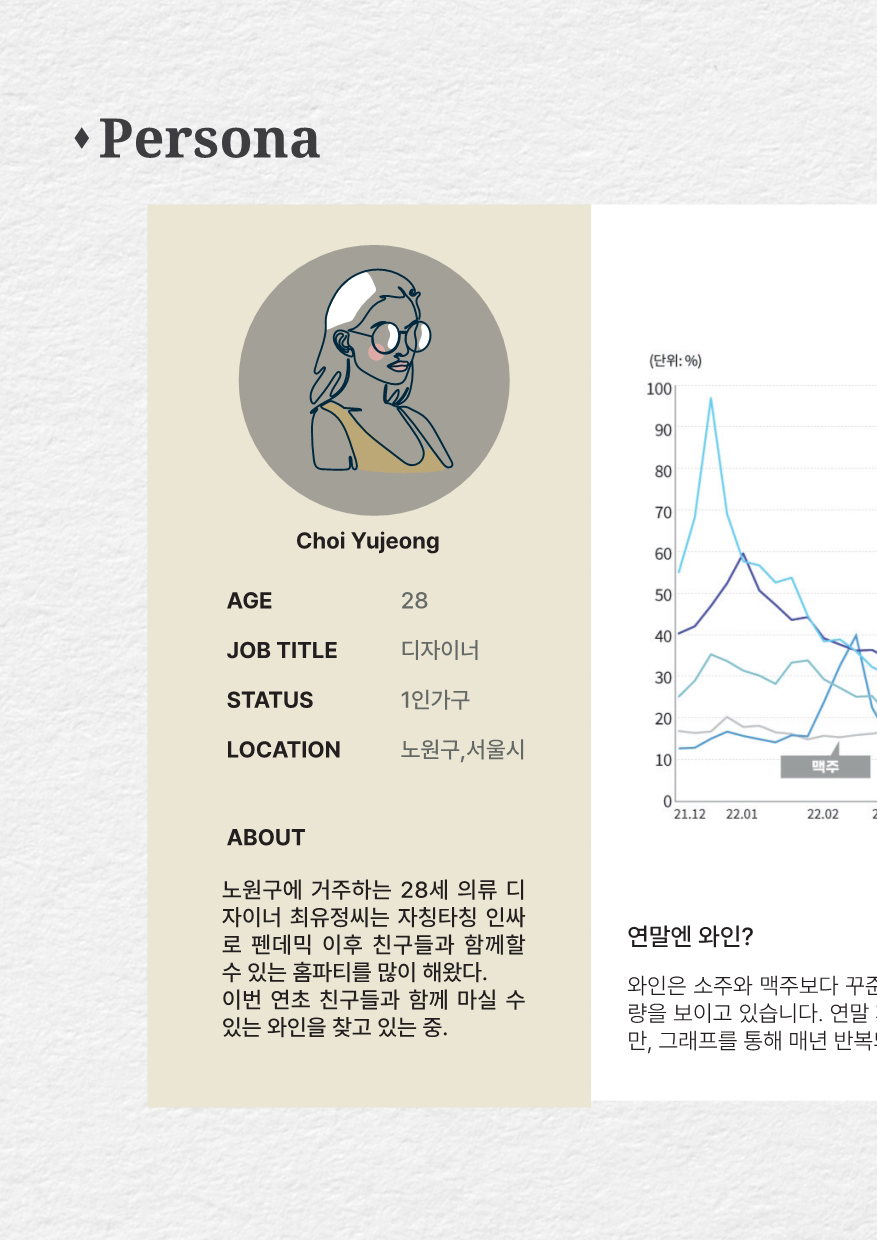 ♦Persona
Choi Yujeong
AGE 28
JOB TITLE 디자이너
STATUS 1인가구
LOCATION 노원구,서울시
ABOUT
노원구에 거주하는 28세 의류 디
자이너 최유정씨는 자칭타칭 인싸
로 펜데믹 이후 친구들과 함께할
수 있는 홈파티를 많이 해왔다.
이번 연초 친구들과 함께 마실 수
있는 와인을 찾고 있는 중.
(단위: %)
100
90
80
70
60
50
40
30
20
10
0
맥주
21.12 22.01 22.02
연말엔 와인?
와인은 소주와 맥주보다 꾸준
량을 보이고 있습니다. 연말
만, 그래프를 통해 매년 반복